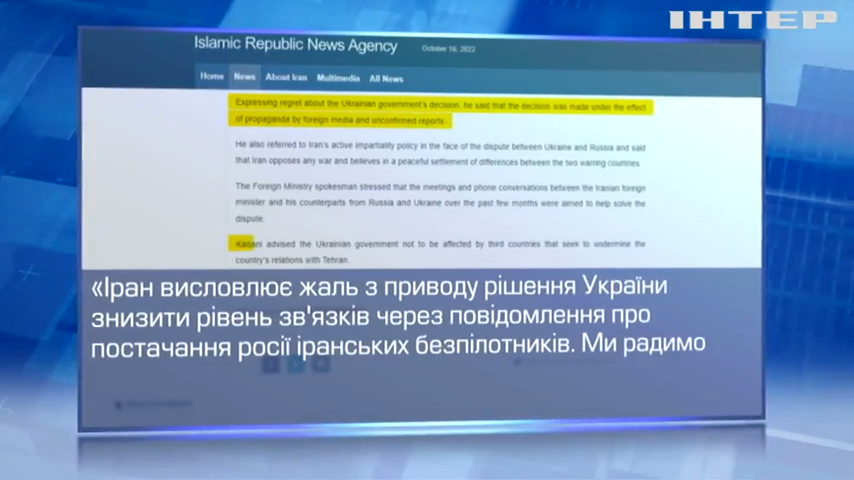 ІНТЕР
Islamic Republic News Agency
October 16, 2022
Home News About Iran Multimedia All News
Expressing regret about the Ukrainian government's decision, he said that the decision was made under the effect
of propaganda by foreign media and unconfirmed reports.
He also referred to Iran's active impartiality policy in the face of the dispute between Ukraine and Russia and said
that Iran opposes any war and believes in a peaceful settlement of differences between the two warring countries.
The Foreign Ministry spokesman stressed that the meetings and phone conversations between the Iranian foreign
minister and his counterparts from Russia and Ukraine over the past few months were aimed to help solve the
dispute.
Kanani advised the Ukrainian government not to be affected by third countries that seek to undermine the
country's relations with Tehran.
«Іран висловлює жаль з приводу рішення України
знизити рівень зв'язків через повідомлення про
постачання росії іранських безпілотників. Ми радимо